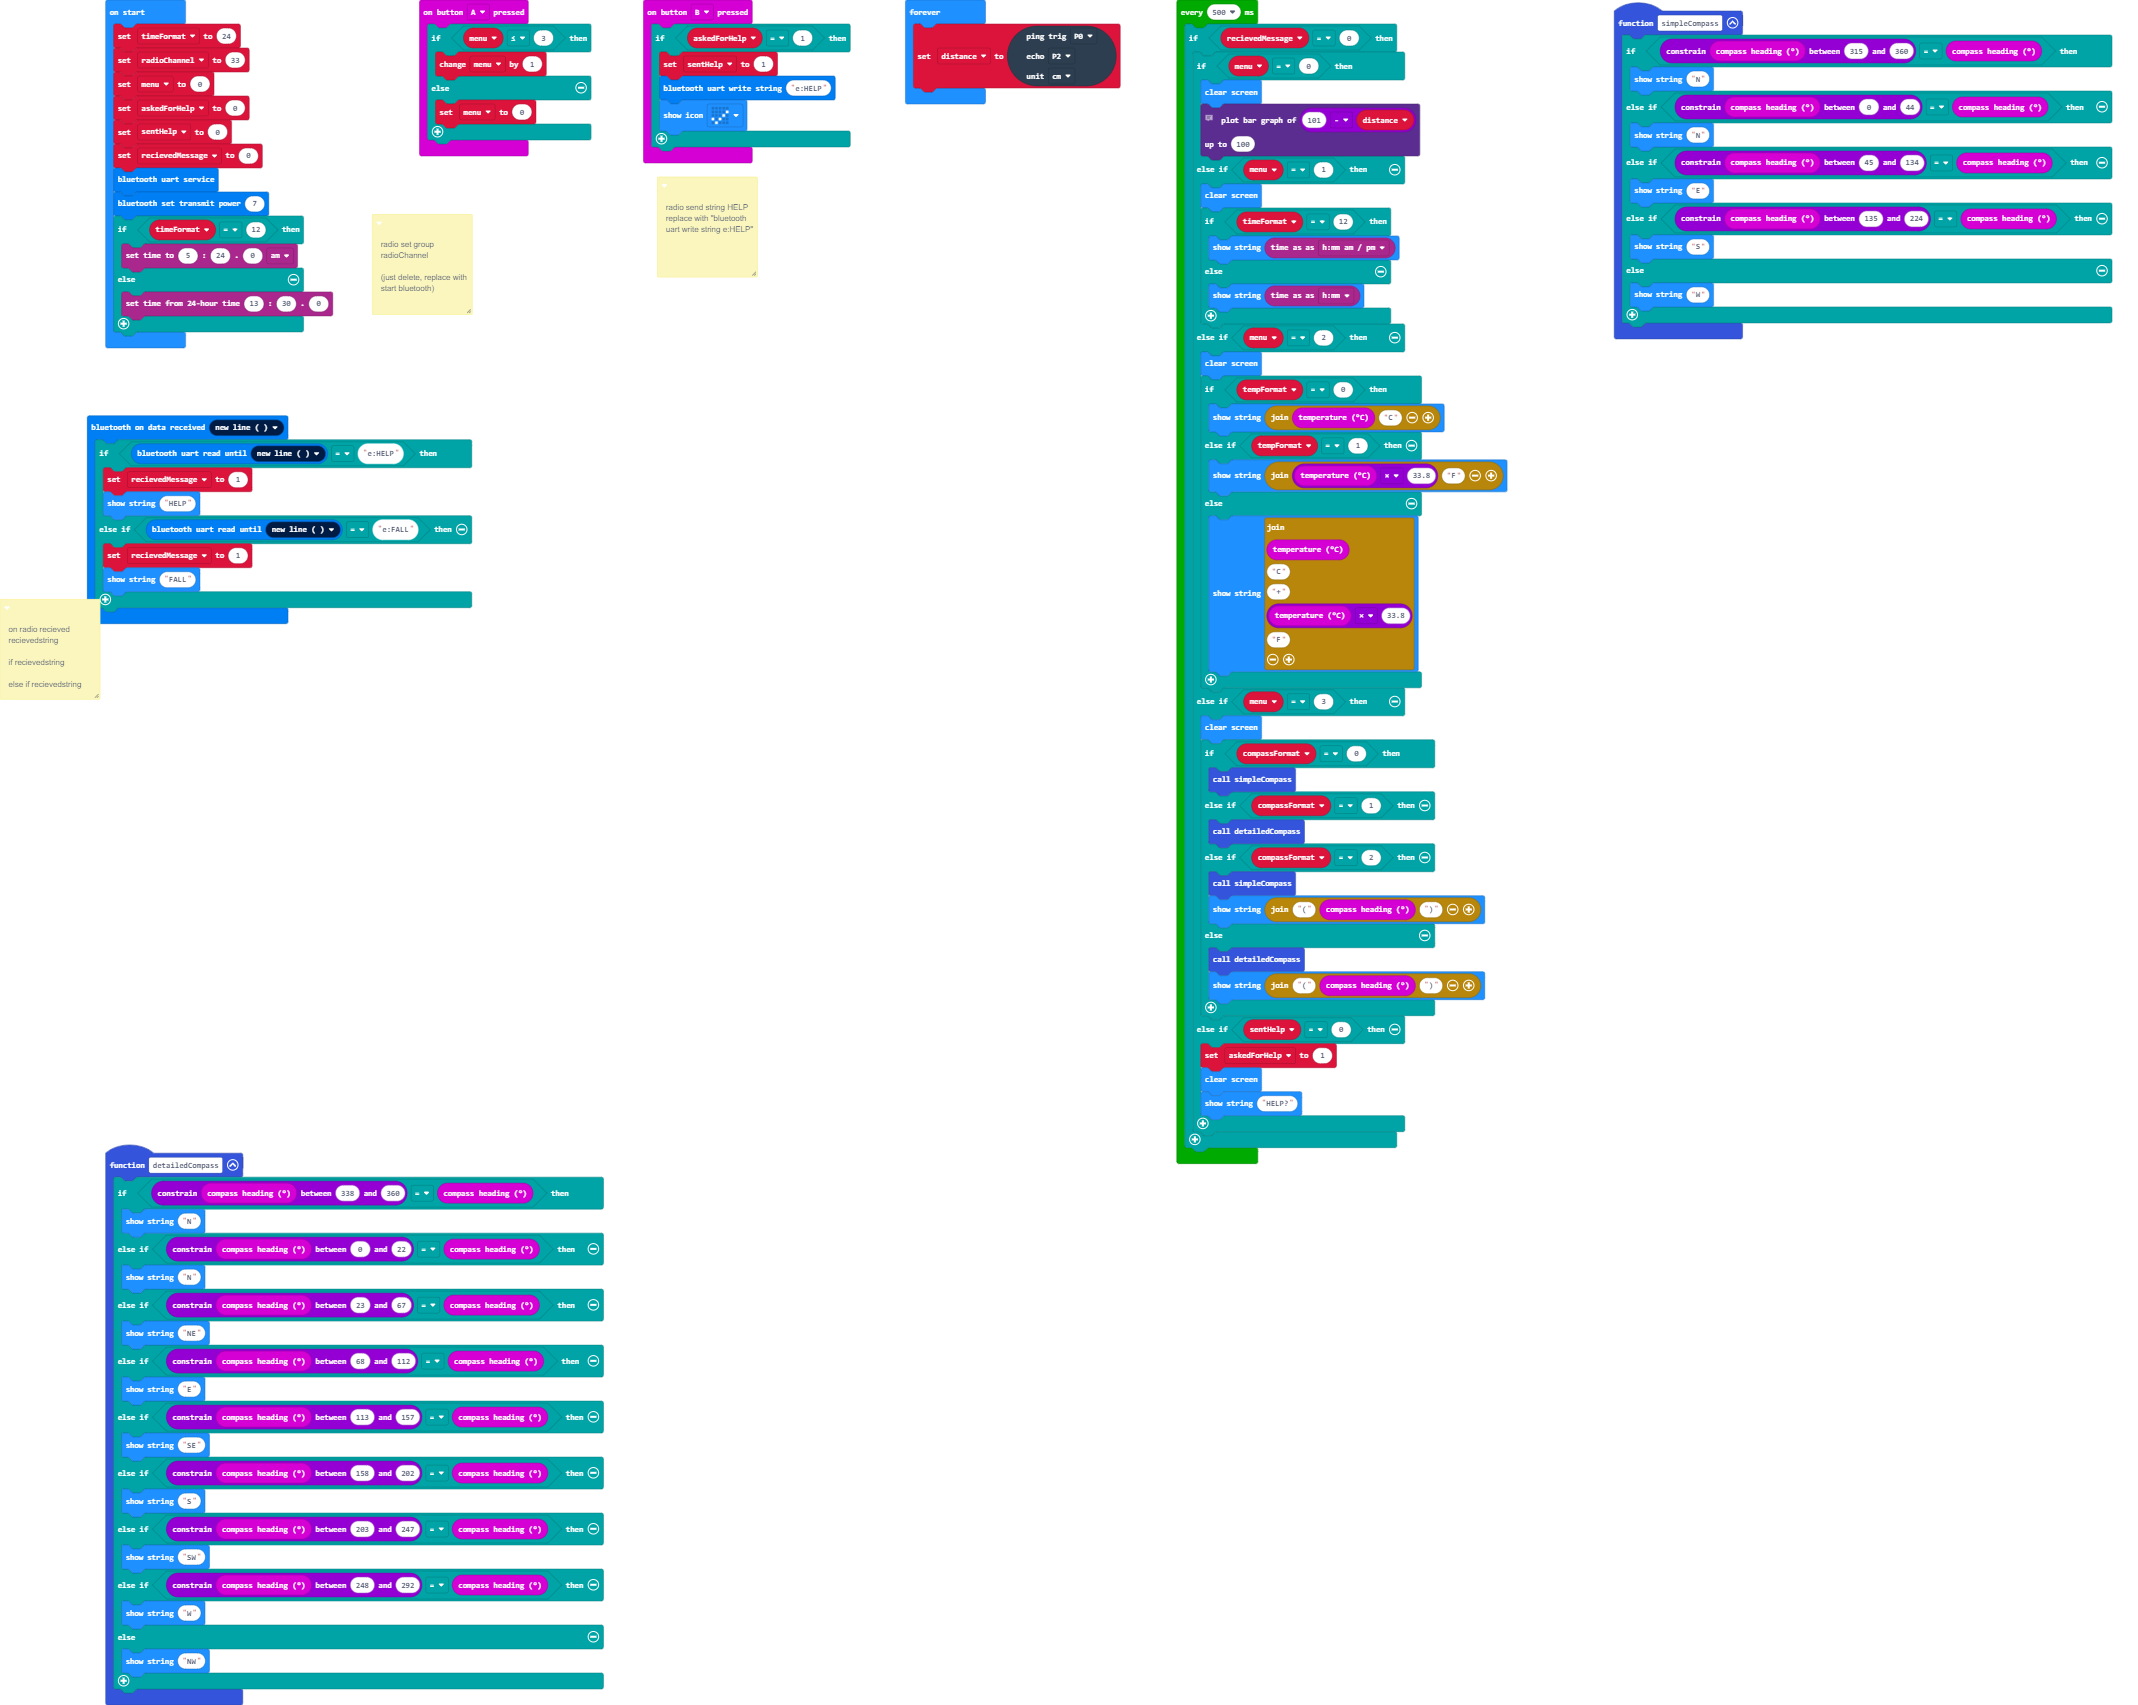 on start
set timeFormat to 24
set radioChannel to 33
set menu to 0
set askedForHelp to 0
set sentHelp to 0
set recievedMessage to 0
bluetooth uart service
bluetooth set transmit power 7
if timeFormat = 12 then
set time to 5 : 24 . 0 am
else
set time from 24-hour time 13 : 30 . 0
radio set group
radioChannel
(just delete, replace with
start bluetooth)
on button A pressed
if menu ≤ 3 then
change menu by 1
else
set menu to 0
on button B pressed
if askedForHelp = 1 then
set sentHelp to 1
bluetooth uart write string "e:HELP"
show icon
radio send string HELP
replace with "bluetooth
uart write string e:HELP"
forever
set distance to
ping trig P0
echo P2
unit cm
every 500 ms
if recievedMessage = 0 then
if menu = 0 then
clear screen
plot bar graph of 101 - distance
up to 100
else if menu = 1 then
clear screen
if timeFormat = 12 then
show string time as as h:mm am / pm
else
show string time as as h:mm
else if menu = 2 then
clear screen
if tempFormat = 0 then
show string join temperature (°C) "C"
else if tempFormat = 1 then
show string join temperature (°C) × 33.8 "F"
else
show string
join
temperature (°C)
"C"
"+"
temperature (°C) × 33.8
"F"
else if menu = 3 then
clear screen
if compassFormat = 0 then
call simpleCompass
else if compassFormat = 1 then
call detailedCompass
else if compassFormat = 2 then
call simpleCompass
show string join "(" compass heading (°) ")"
else
call detailedCompass
show string join "(" compass heading (°) ")"
else if sentHelp = 0 then
set askedForHelp to 1
clear screen
show string "HELP?"
function simpleCompass
if constrain compass heading (°) between 315 and 360 = compass heading (°) then
show string "N"
else if constrain compass heading (°) between 0 and 44 = compass heading (°) then
show string "N"
else if constrain compass heading (°) between 45 and 134 = compass heading (°) then
show string "E"
else if constrain compass heading (°) between 135 and 224 = compass heading (°) then
show string "S"
else
show string "W"
bluetooth on data received new line ( )
if bluetooth uart read until new line ( ) = "e:HELP" then
set recievedMessage to 1
show string "HELP"
else if bluetooth uart read until new line ( ) = "e:FALL" then
set recievedMessage to 1
show string "FALL"
on radio recieved
recievedstring
if recievedstring
else if recievedstring
function detailedCompass
if constrain compass heading (°) between 338 and 360 = compass heading (°) then
show string "N"
else if constrain compass heading (°) between 0 and 22 = compass heading (°) then
show string "N"
else if constrain compass heading (°) between 23 and 67 = compass heading (°) then
show string "NE"
else if constrain compass heading (°) between 68 and 112 = compass heading (°) then
show string "E"
else if constrain compass heading (°) between 113 and 157 = compass heading (°) then
show string "SE"
else if constrain compass heading (°) between 158 and 202 = compass heading (°) then
show string "S"
else if constrain compass heading (°) between 203 and 247 = compass heading (°) then
show string "SW"
else if constrain compass heading (°) between 248 and 292 = compass heading (°) then
show string "W"
else
show string "NW"